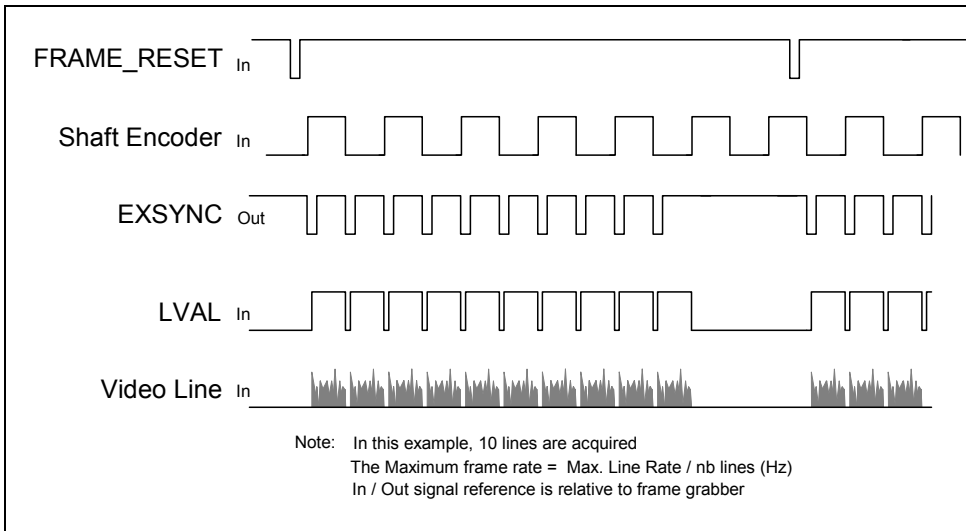 FRAME_RESET In
Shaft Encoder In
EXSYNC Out
LVAL In
Video Line In
Note: In this example, 10 lines are acquired
The Maximum frame rate = Max. Line Rate / nb lines (Hz)
In / Out signal reference is relative to frame grabber